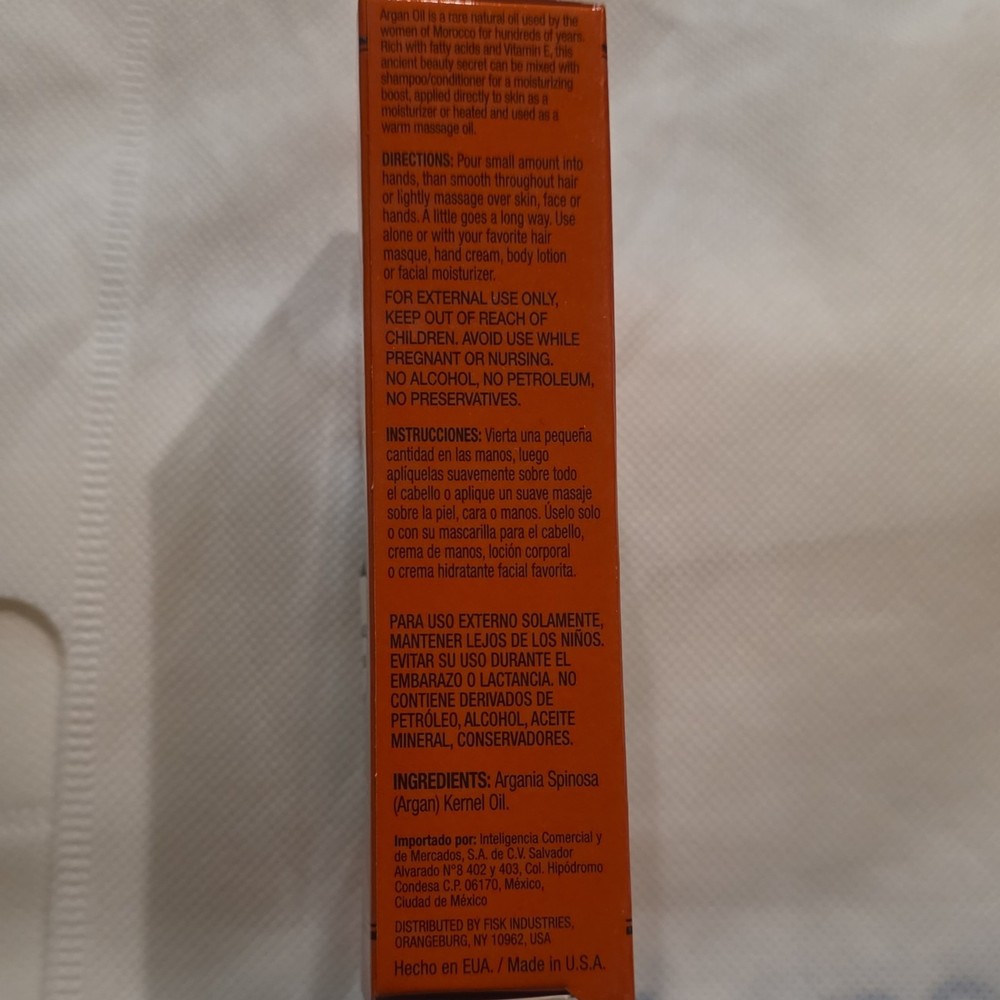 Argan Oil is a rare natural oil used by the
women of Morocco for hundreds of years.
Rich with fatty acids and Vitamin E, this
ancient beauty secret can be mixed with
shampoo/conditioner for a moisturizing
boost, applied directly to skin as a
moisturizer or heated and used as a
warm massage oil.
DIRECTIONS: Pour small amount into
hands, than smooth throughout hair
or lightly massage over skin, face or
hands. A little goes a long way. Use
alone or with your favorite hair
masque, hand cream, body lotion
or facial moisturizer.
FOR EXTERNAL USE ONLY,
KEEP OUT OF REACH OF
CHILDREN. AVOID USE WHILE
PREGNANT OR NURSING.
NO ALCOHOL, NO PETROLEUM,
NO PRESERVATIVES.
INSTRUCCIONES: Vierta una pequeña
cantidad en las manos, luego
aplíquelas suavemente sobre todo
el cabello o aplique un suave masaje
sobre la piel, cara o manos. Úselo solo
o con su mascarilla para el cabello,
crema de manos, loción corporal
o crema hidratante facial favorita.
PARA USO EXTERNO SOLAMENTE,
MANTENER LEJOS DE LOS NIÑOS.
EVITAR SU USO DURANTE EL
EMBARAZO O LACTANCIA. NO
CONTIENE DERIVADOS DE
PETRÓLEO, ALCOHOL, ACEITE
MINERAL, CONSERVADORES.
INGREDIENTS: Argania Spinosa
(Argan) Kernel Oil.
Importado por: Inteligencia Comercial y
de Mercados, S.A. de C.V. Salvador
Alvarado N°8 402 y 403, Col. Hipódromo
Condesa C.P. 06170, México,
Ciudad de México
DISTRIBUTED BY FISK INDUSTRIES,
ORANGEBURG, NY 10962, USA
Hecho en EUA. / Made in U.S.A.